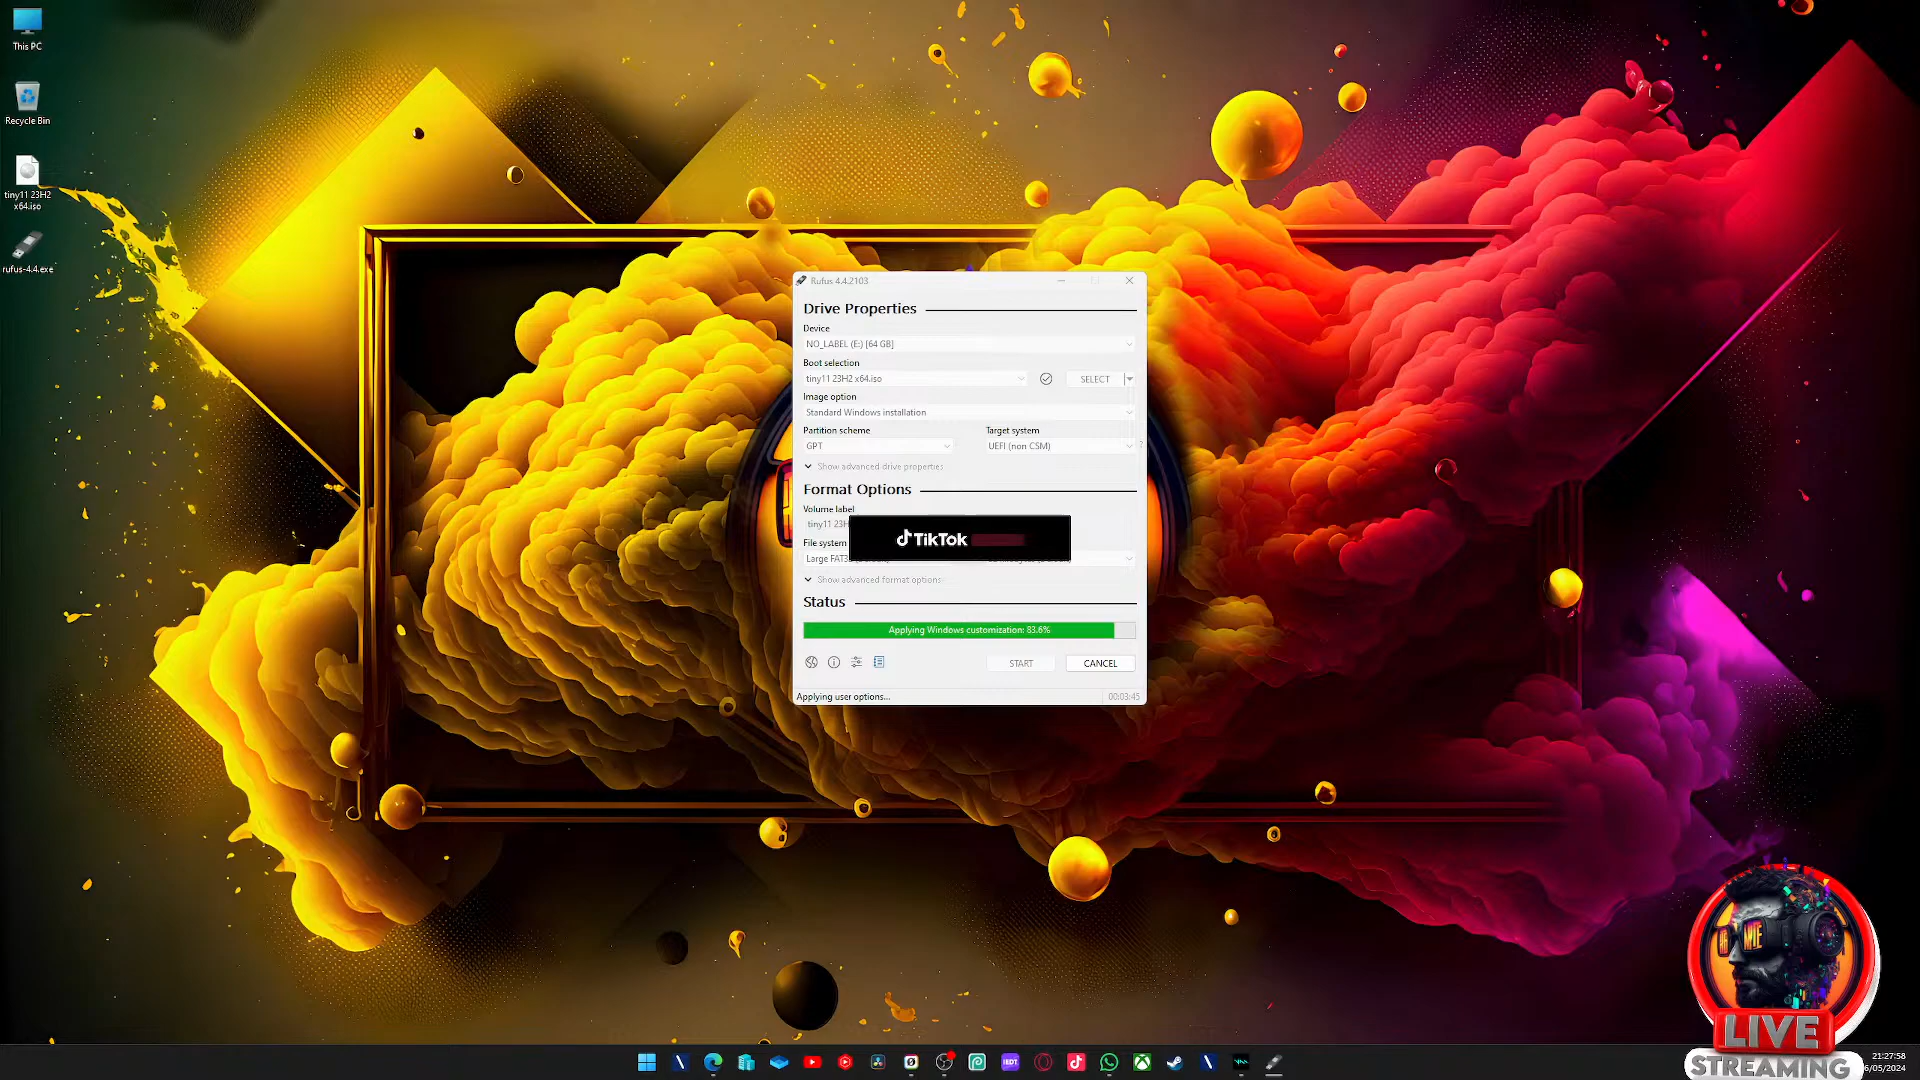 This PC
Recycle Bin
tiny11 23H2
x64.iso
rufus-4.4.exe
Rufus 4.4.2103
Drive Properties
Device
NO_LABEL (E:) [64 GB]
Boot selection
tiny11 23H2 x64.iso
SELECT
Image option
Standard Windows installation
Partition scheme
Target system
GPT
UEFI (non CSM)
?
Show advanced drive properties
Format Options
Volume label
tiny11 23H
TikTok
File system
Large FAT3
Show advanced format options
Status
Applying Windows customization: 83.6%
START
CANCEL
Applying user options...
00:03:45
LIVE
STREAMING
21:27:58
6/05/2024